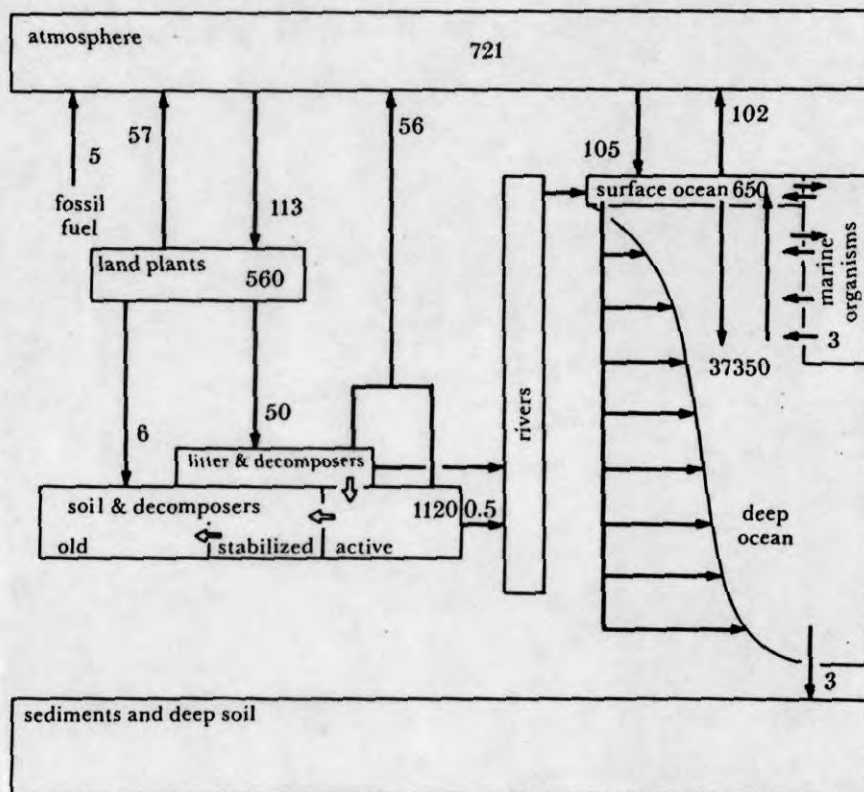 atmosphere
721
57
56
102
5
105
fossil
fuel
113
surface ocean 650
land plants
560
marine
organisms
3
37350
rivers
6
50
litter & decomposers
soil & decomposers
1120
0.5
deep
ocean
old
stabilized
active
3
sediments and deep soil